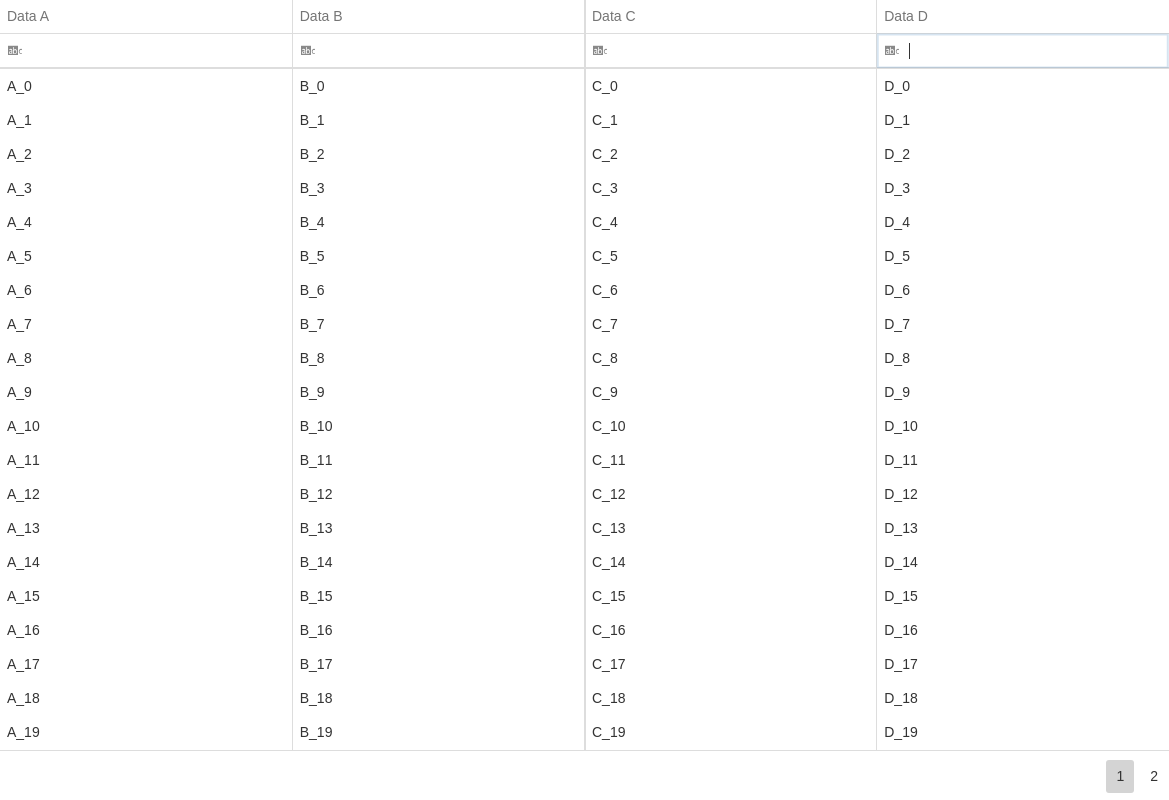 Data A Data B Data C Data D
abc abc abc abc
A_0 B_0 C_0 D_0
A_1 B_1 C_1 D_1
A_2 B_2 C_2 D_2
A_3 B_3 C_3 D_3
A_4 B_4 C_4 D_4
A_5 B_5 C_5 D_5
A_6 B_6 C_6 D_6
A_7 B_7 C_7 D_7
A_8 B_8 C_8 D_8
A_9 B_9 C_9 D_9
A_10 B_10 C_10 D_10
A_11 B_11 C_11 D_11
A_12 B_12 C_12 D_12
A_13 B_13 C_13 D_13
A_14 B_14 C_14 D_14
A_15 B_15 C_15 D_15
A_16 B_16 C_16 D_16
A_17 B_17 C_17 D_17
A_18 B_18 C_18 D_18
A_19 B_19 C_19 D_19
1 2